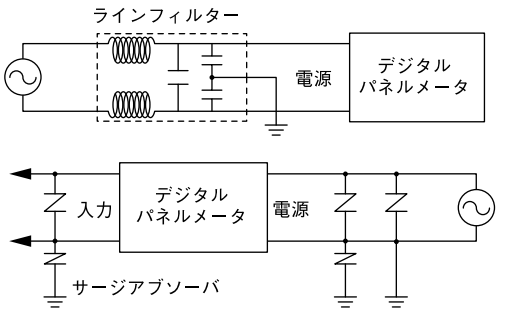 ラインフィルター
電源
デジタル
パネルメータ
入力
デジタル
パネルメータ
電源
サージアブソーバ